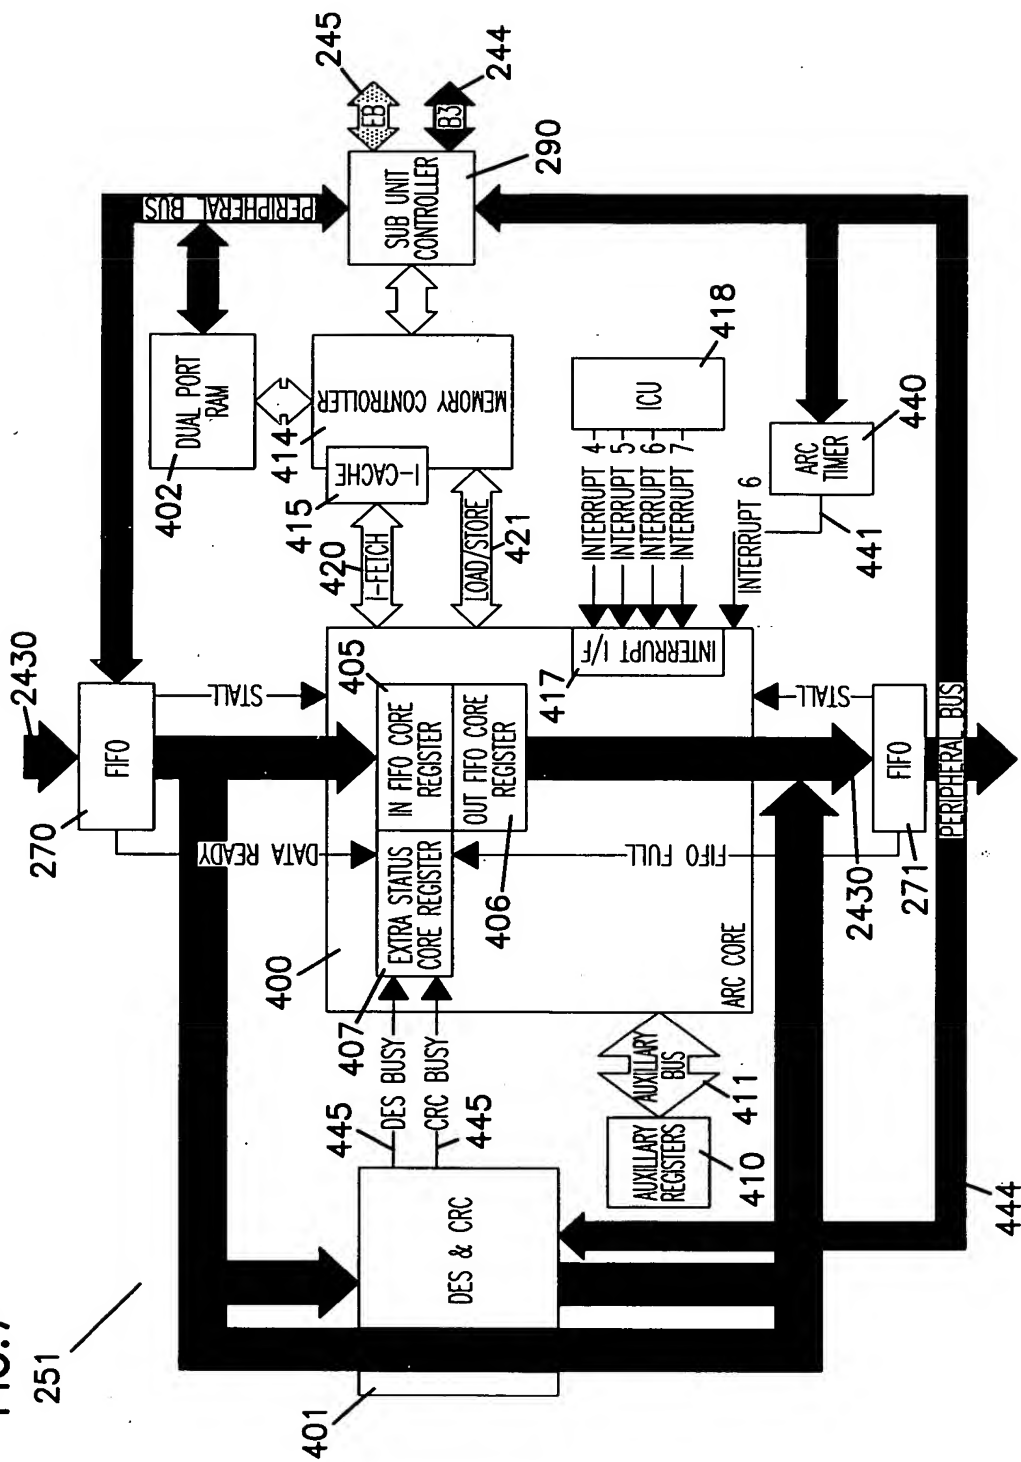 FIG.7
251
2430
270
FIFO
STALL
DATA READY
PERIPHERAL BUS
402
DUAL PORT
RAM
245
EB
244
B3
SUB UNIT
CONTROLLER
290
414
MEMORY CONTROLLER
415
I-CACHE
420
I-FETCH
LOAD/STORE
421
400
405
IN FIFO CORE
REGISTER
OUT FIFO CORE
REGISTER
406
407
EXTRA STATUS
CORE REGISTER
ARC CORE
417
INTERRUPT I/F
INTERRUPT 4
INTERRUPT 5
INTERRUPT 6
INTERRUPT 7
ICU
418
INTERRUPT 6
441
ARC
TIMER
440
401
DES & CRC
445
DES BUSY
CRC BUSY
445
AUXILLARY
BUS
411
AUXILLARY
REGISTERS
410
FIFO FULL
STALL
2430
271
FIFO
PERIPHERAL BUS
444